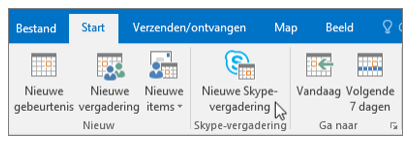 Bestand Start Verzenden/ontvangen Map Beeld
Nieuwe gebeurtenis
Nieuwe vergadering
Nieuwe items
Nieuwe Skype-
vergadering
Vandaag
Volgende
7 dagen
Nieuw Skype-vergadering Ga naar